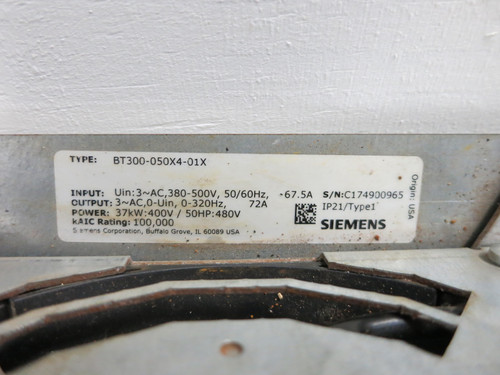 TYPE: BT300-050X4-01X
INPUT: Uin:3~AC,380-500V, 50/60Hz, -67.5A S/N:C174900965
OUTPUT: 3~AC,0-Uin, 0-320Hz, 72A IP21/Type1
POWER: 37kW:400V / 50HP:480V
kAIC Rating: 100,000 SIEMENS
Siemens Corporation, Buffalo Grove, IL 60089 USA
Origin: USA